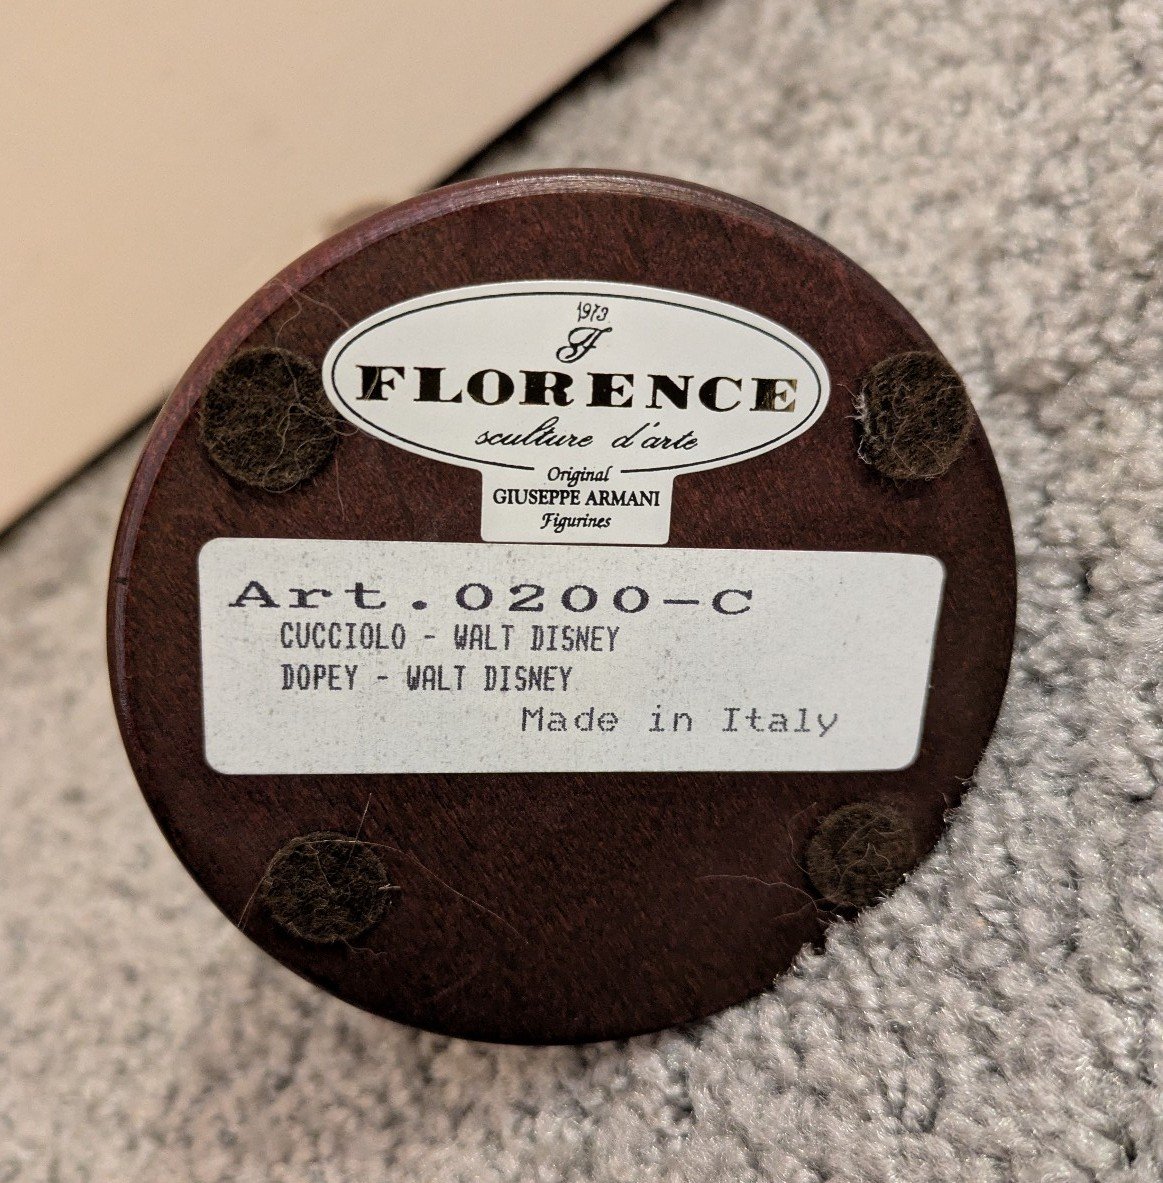 1973
F
FLORENCE
sculture d'arte
Original
GIUSEPPE ARMANI
Figurines
Art.0200-C
CUCCIOLO - WALT DISNEY
DOPEY - WALT DISNEY
Made in Italy